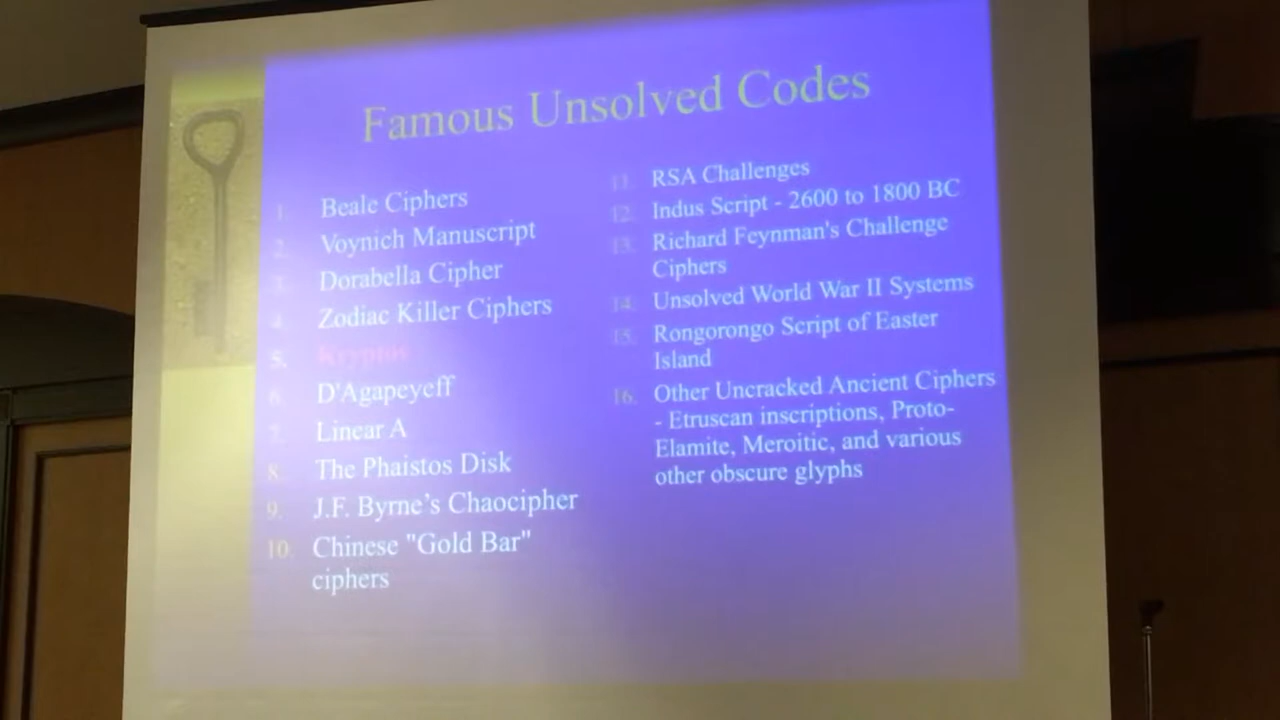 Famous Unsolved Codes
1. Beale Ciphers
2. Voynich Manuscript
3. Dorabella Cipher
4. Zodiac Killer Ciphers
5. Kryptos
6. D'Agapeyeff
7. Linear A
8. The Phaistos Disk
9. J.F. Byrne’s Chaocipher
10. Chinese "Gold Bar"
ciphers
11. RSA Challenges
12. Indus Script - 2600 to 1800 BC
13. Richard Feynman's Challenge
Ciphers
14. Unsolved World War II Systems
15. Rongorongo Script of Easter
Island
16. Other Uncracked Ancient Ciphers
- Etruscan inscriptions, Proto-
Elamite, Meroitic, and various
other obscure glyphs